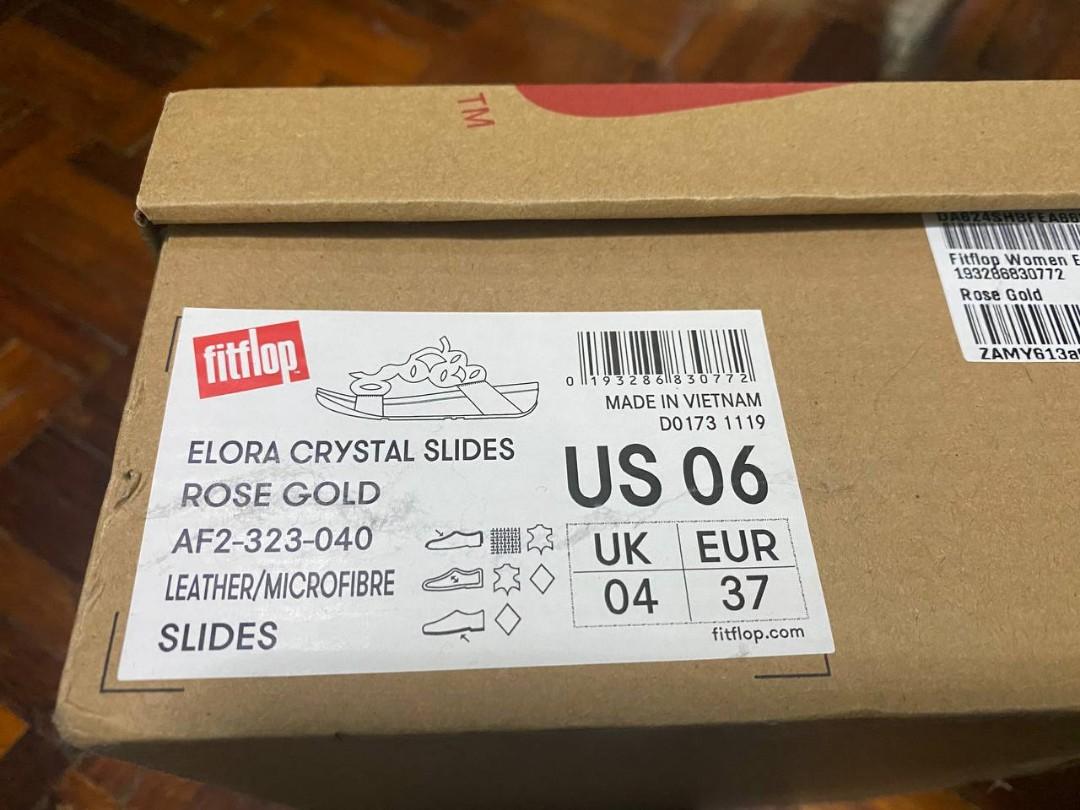 TM
fitflop
ELORA CRYSTAL SLIDES
ROSE GOLD
AF2-323-040
LEATHER/MICROFIBRE
SLIDES
0 193286 830772
MADE IN VIETNAM
D0173 1119
US 06
UK EUR
04 37
fitflop.com
Fitflop Women
193286830772
Rose Gold